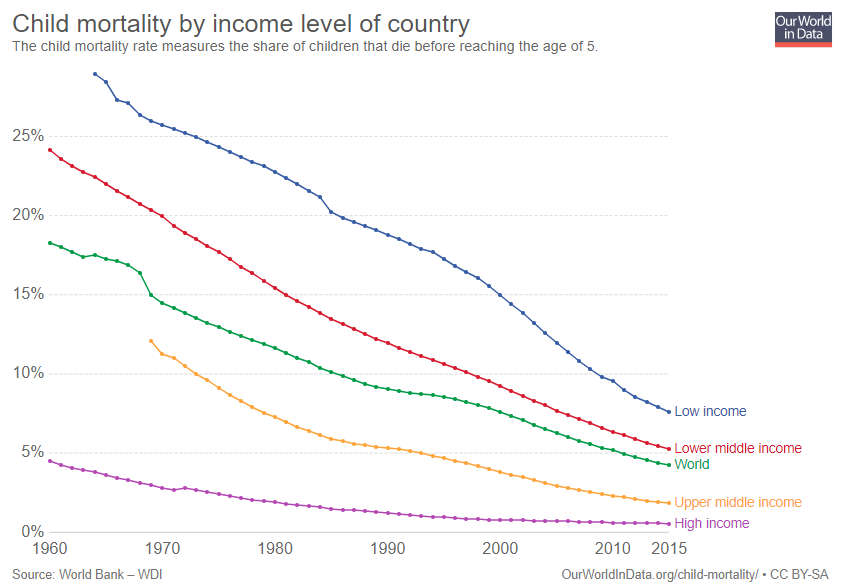 Child mortality by income level of country
The child mortality rate measures the share of children that die before reaching the age of 5.
Our World
in Data
25%
20%
15%
10%
5%
0%
Low income
Lower middle income
World
Upper middle income
High income
1960
1970
1980
1990
2000
2010
2015
Source: World Bank – WDI
OurWorldInData.org/child-mortality/ • CC BY-SA